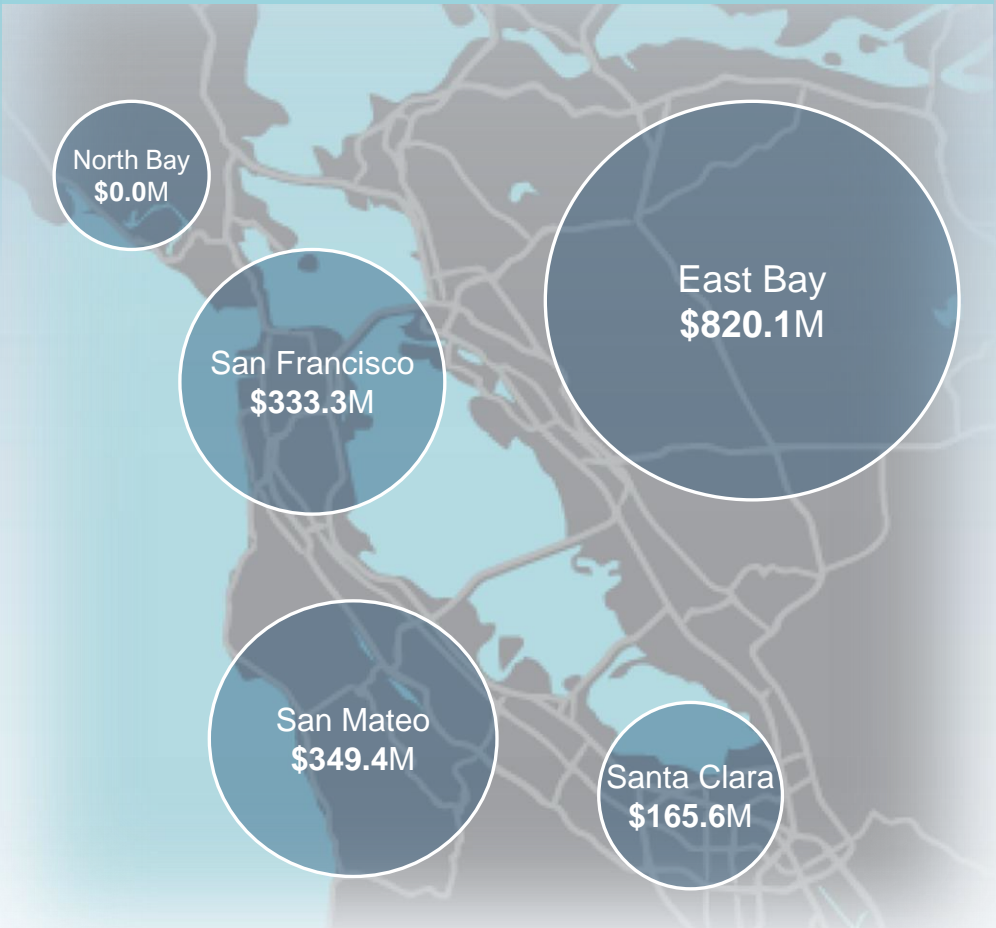 North Bay
$0.0M
East Bay
$820.1M
San Francisco
$333.3M
San Mateo
$349.4M
Santa Clara
$165.6M